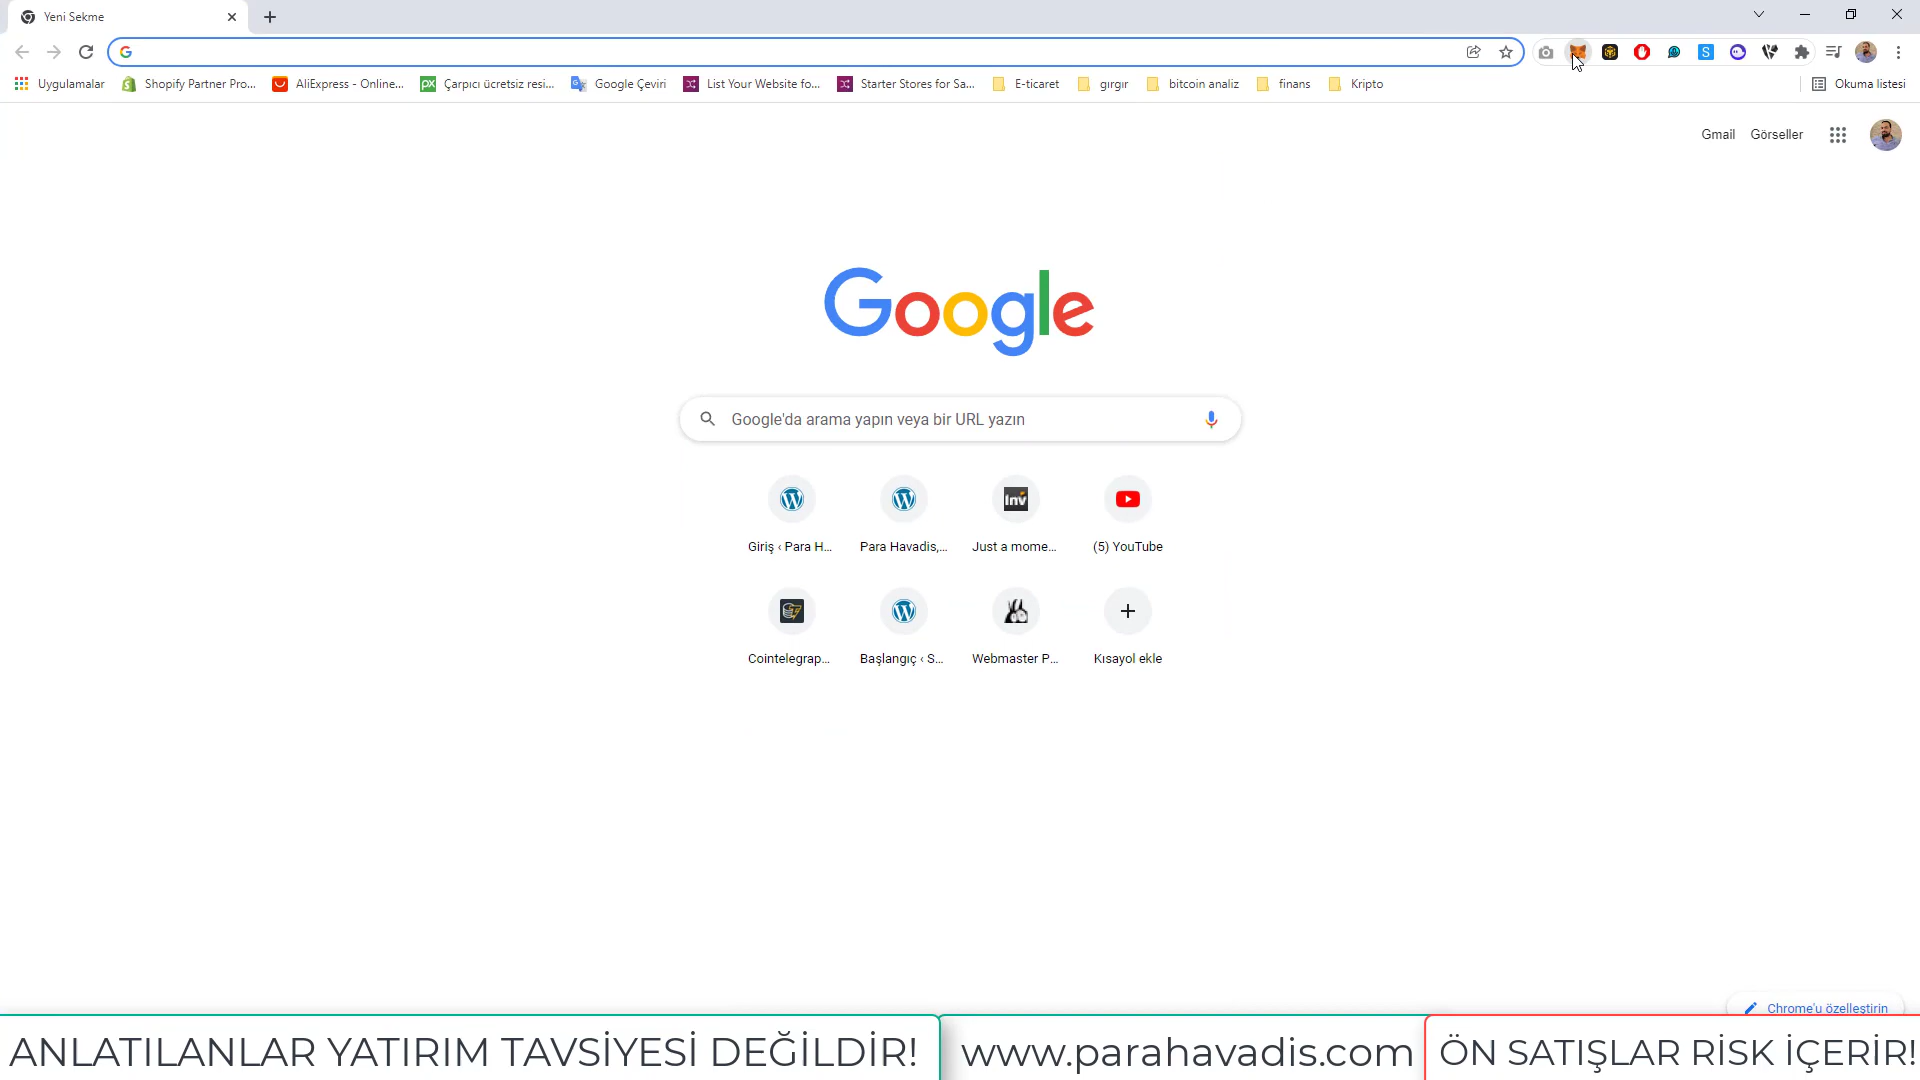 Yeni Sekme
Uygulamalar
Shopify Partner Pro...
AliExpress - Online...
px
Çarpıcı ücretsiz resi...
Google Çeviri
List Your Website fo...
Starter Stores for Sa...
E-ticaret
gırgır
bitcoin analiz
finans
Kripto
Okuma listesi
Gmail
Görseller
Google
Google'da arama yapın veya bir URL yazın
Inv
Giriş ‹ Para H...
Para Havadis,...
Just a mome...
(5) YouTube
Cointelegrap...
Başlangıç ‹ S...
Webmaster P...
Kısayol ekle
Chrome'u özelleştirin
ANLATILANLAR YATIRIM TAVSİYESİ DEĞİLDİR!
www.parahavadis.com
ÖN SATIŞLAR RİSK İÇERİR!